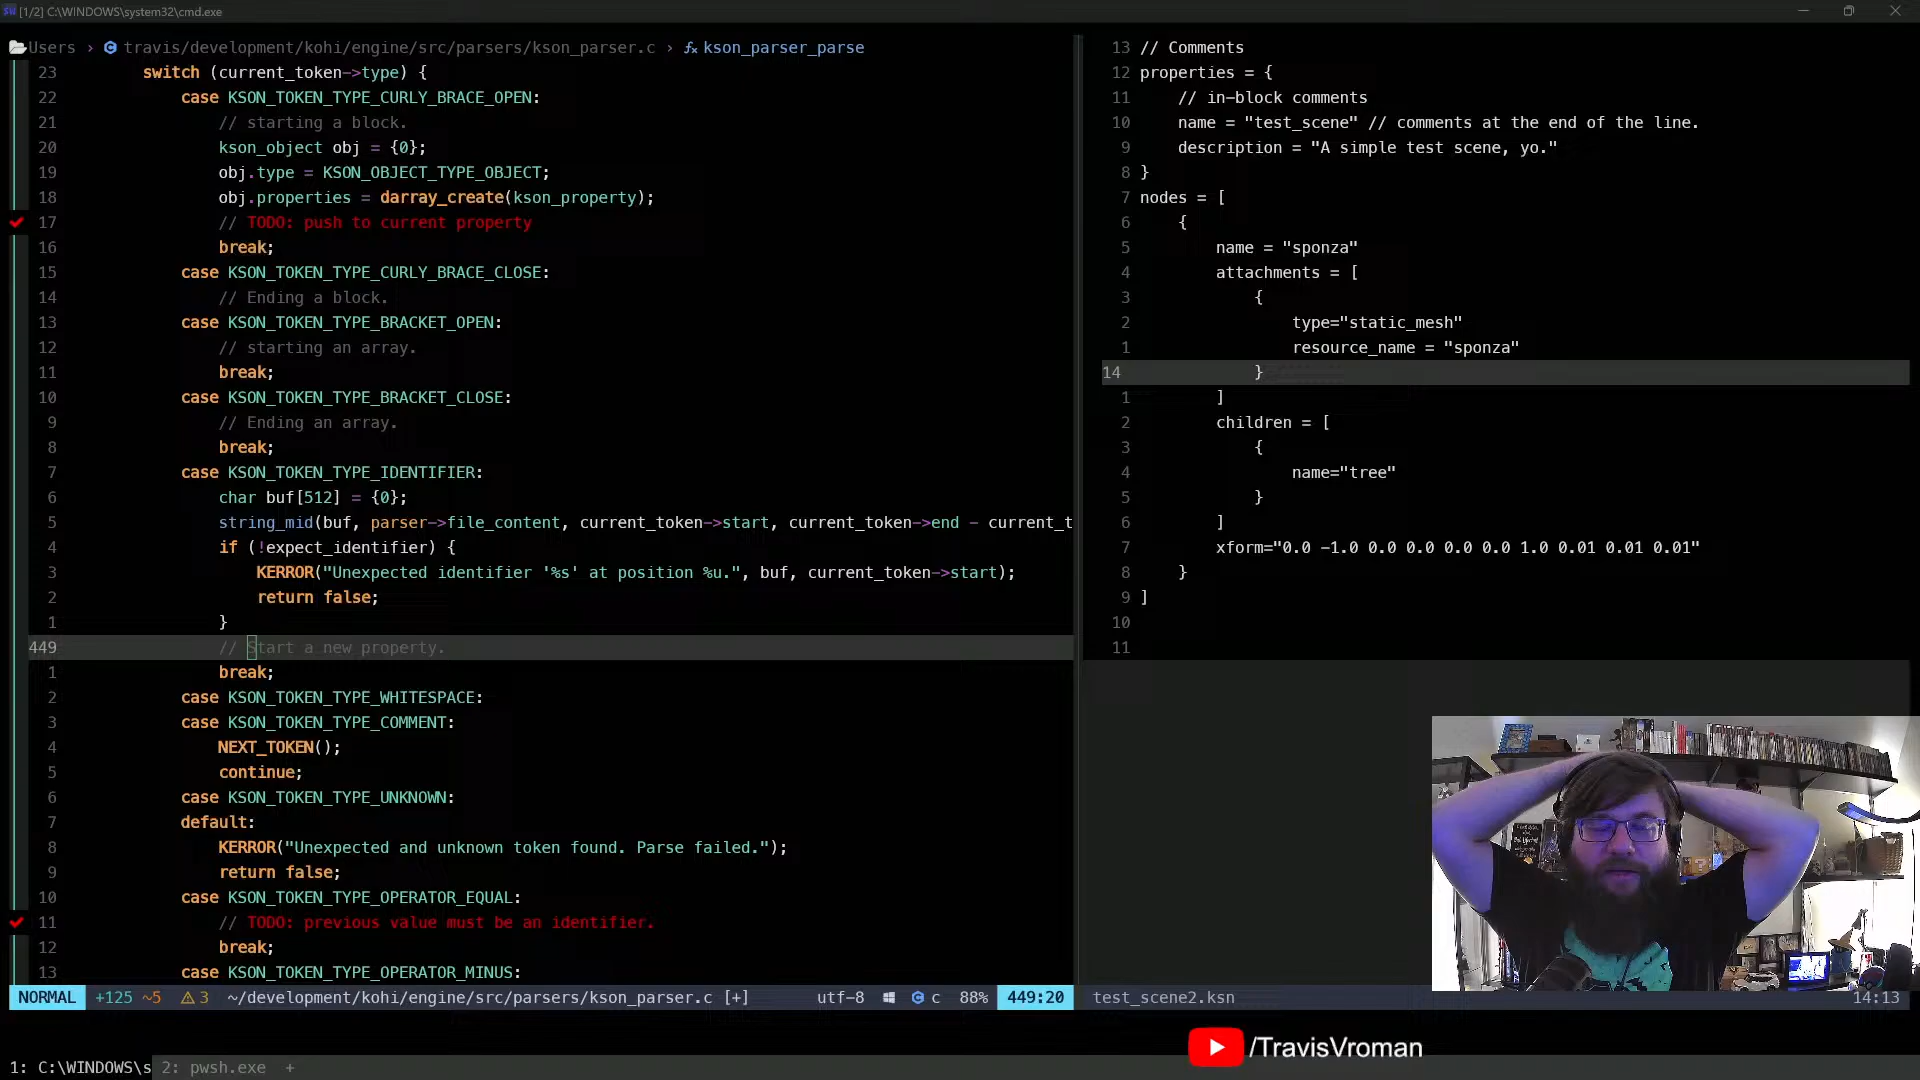 [1/2] C:\WINDOWS\system32\cmd.exe
Users › travis/development/kohi/engine/src/parsers/kson_parser.c › fx kson_parser_parse
23 switch (current_token->type) {
22 case KSON_TOKEN_TYPE_CURLY_BRACE_OPEN:
21 // starting a block.
20 kson_object obj = {0};
19 obj.type = KSON_OBJECT_TYPE_OBJECT;
18 obj.properties = darray_create(kson_property);
17 // TODO: push to current property
16 break;
15 case KSON_TOKEN_TYPE_CURLY_BRACE_CLOSE:
14 // Ending a block.
13 case KSON_TOKEN_TYPE_BRACKET_OPEN:
12 // starting an array.
11 break;
10 case KSON_TOKEN_TYPE_BRACKET_CLOSE:
9 // Ending an array.
8 break;
7 case KSON_TOKEN_TYPE_IDENTIFIER:
6 char buf[512] = {0};
5 string_mid(buf, parser->file_content, current_token->start, current_token->end - current_t
4 if (!expect_identifier) {
3 KERROR("Unexpected identifier '%s' at position %u.", buf, current_token->start);
2 return false;
1 }
449 // Start a new property.
1 break;
2 case KSON_TOKEN_TYPE_WHITESPACE:
3 case KSON_TOKEN_TYPE_COMMENT:
4 NEXT_TOKEN();
5 continue;
6 case KSON_TOKEN_TYPE_UNKNOWN:
7 default:
8 KERROR("Unexpected and unknown token found. Parse failed.");
9 return false;
10 case KSON_TOKEN_TYPE_OPERATOR_EQUAL:
11 // TODO: previous value must be an identifier.
12 break;
13 case KSON_TOKEN_TYPE_OPERATOR_MINUS:
NORMAL +125 ~5 3 ~/development/kohi/engine/src/parsers/kson_parser.c [+] utf-8 C c 88% 449:20
13 // Comments
12 properties = {
11 // in-block comments
10 name = "test_scene" // comments at the end of the line.
9 description = "A simple test scene, yo."
8 }
7 nodes = [
6 {
5 name = "sponza"
4 attachments = [
3 {
2 type="static_mesh"
1 resource_name = "sponza"
14 }
1 ]
2 children = [
3 {
4 name="tree"
5 }
6 ]
7 xform="0.0 -1.0 0.0 0.0 0.0 0.0 1.0 0.01 0.01 0.01"
8 }
9 ]
10
11
test_scene2.ksn 14:13
/TravisVroman
1: C:\WINDOWS\s 2: pwsh.exe +